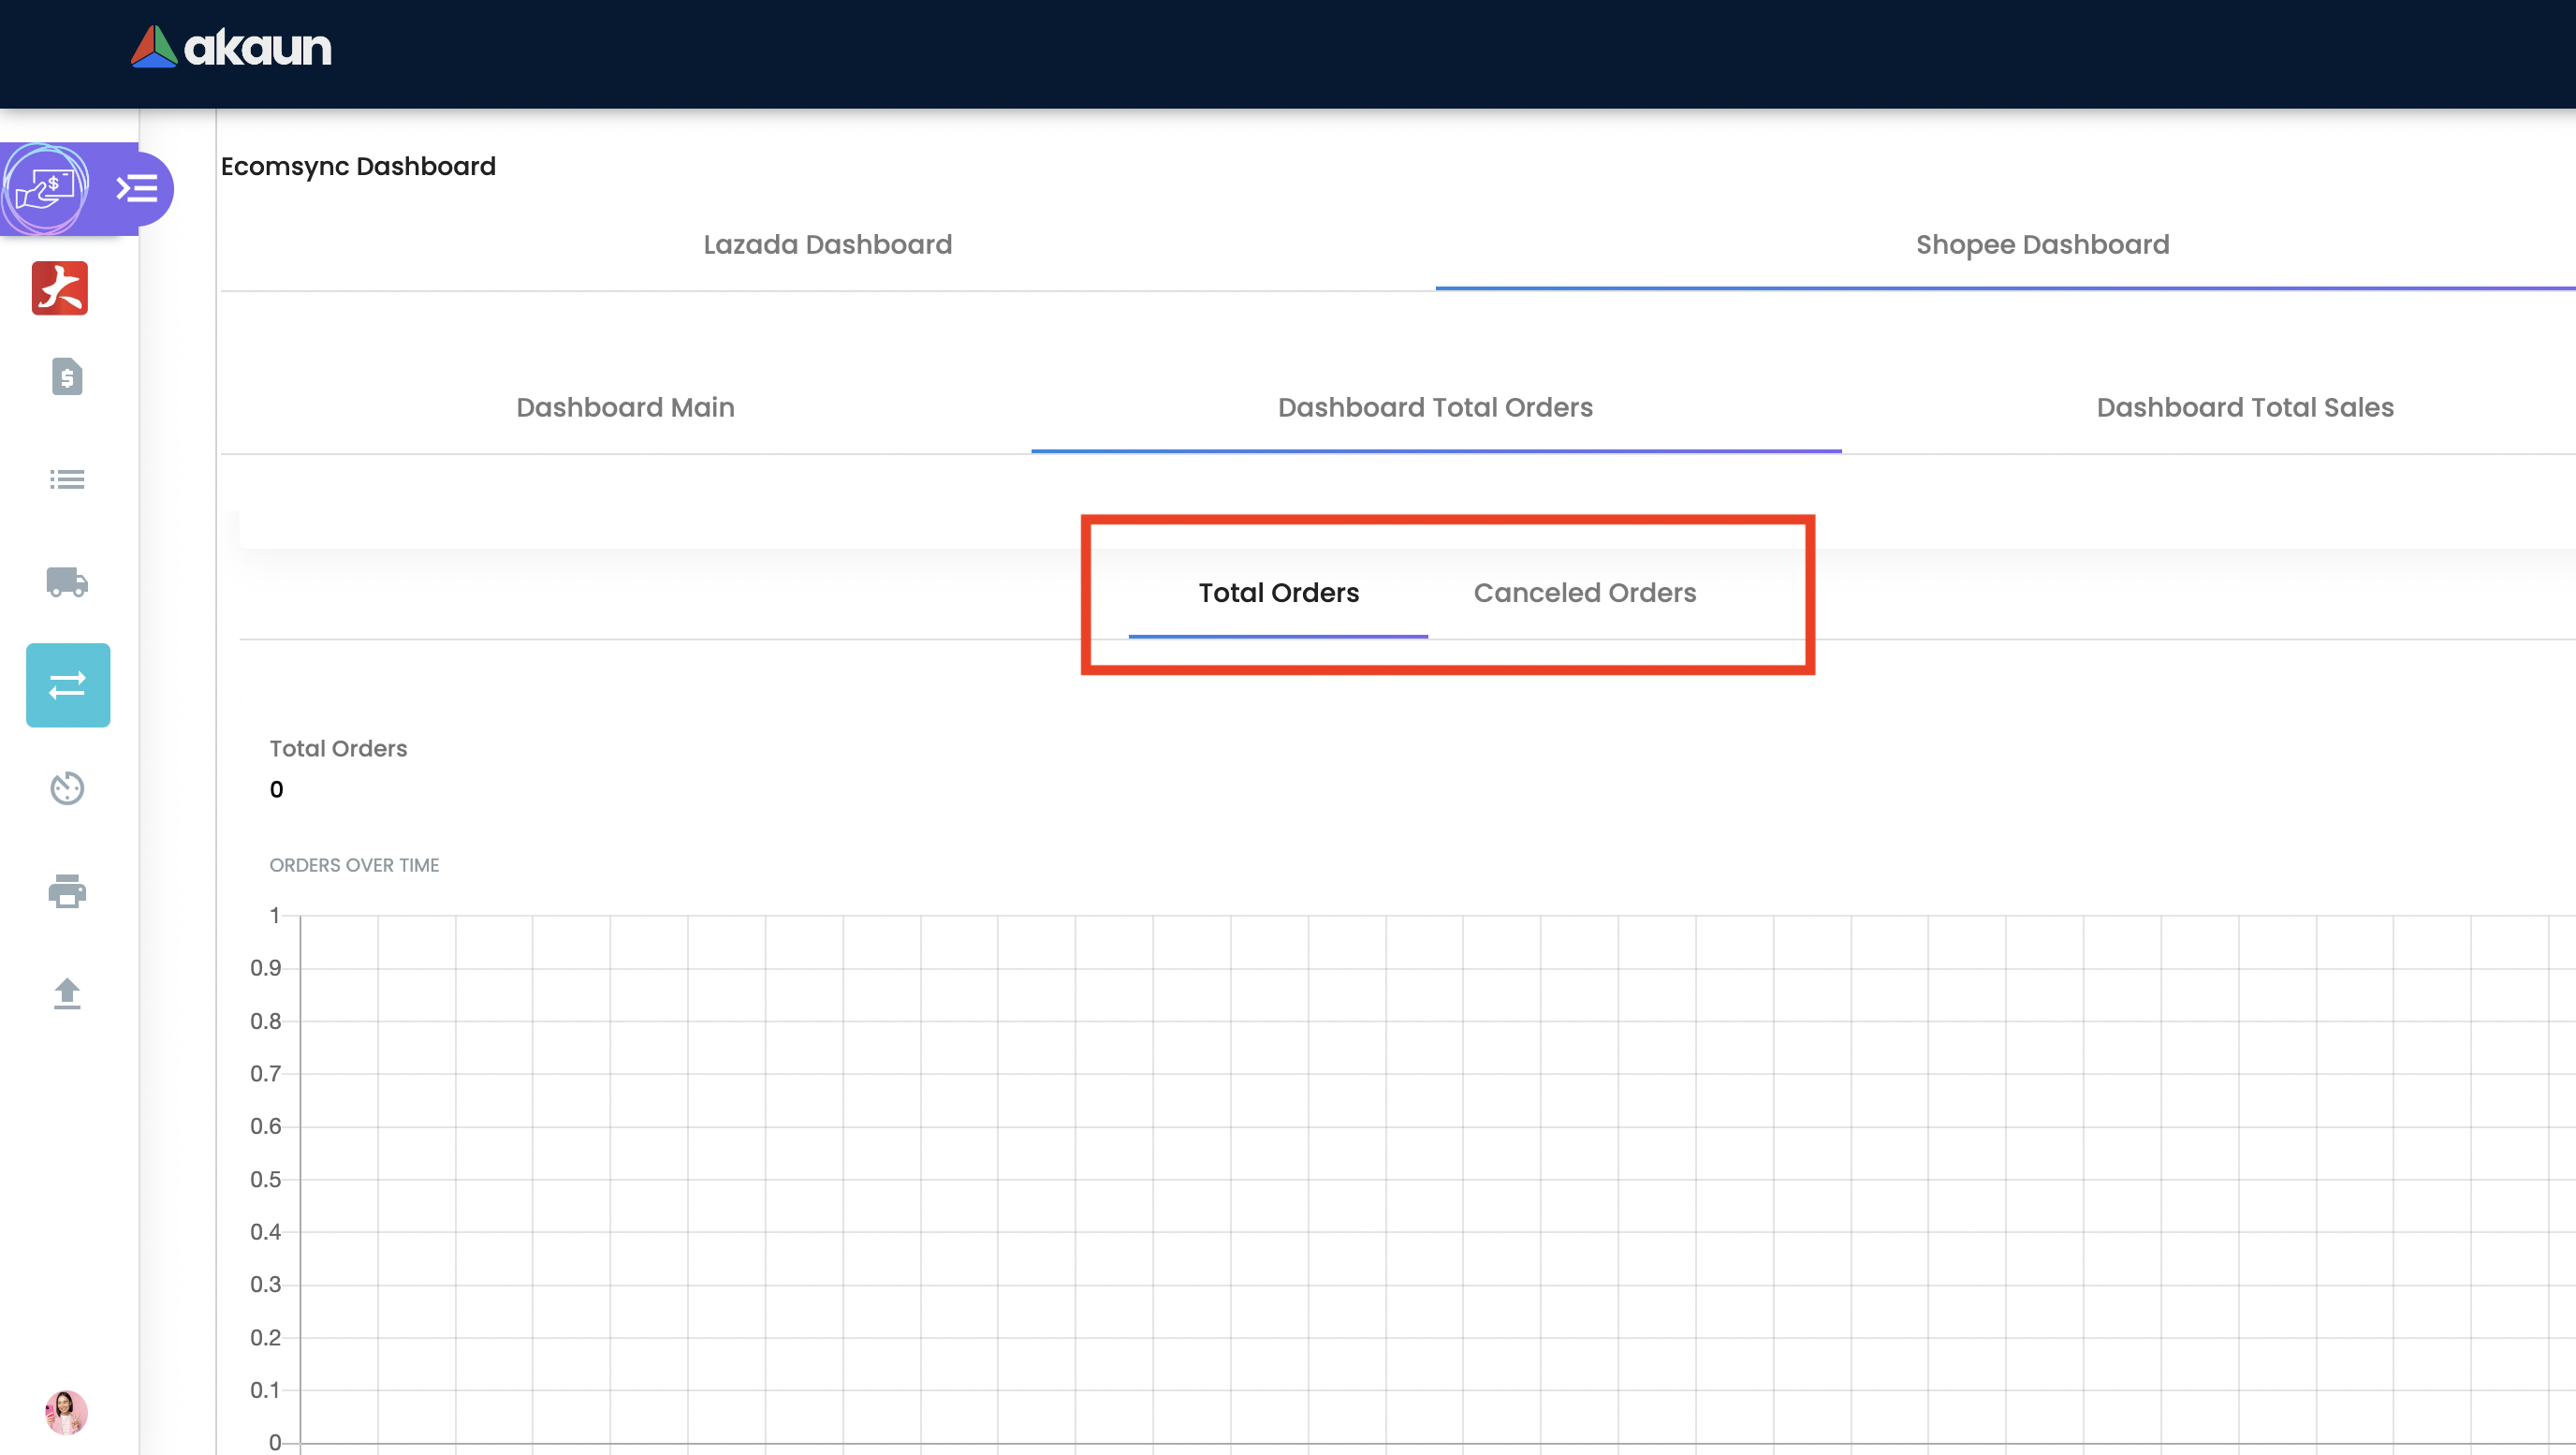 akaun
Ecomsync Dashboard
Lazada Dashboard
Shopee Dashboard
Dashboard Main
Dashboard Total Orders
Dashboard Total Sales
Total Orders
Canceled Orders
Total Orders
0
ORDERS OVER TIME
1
0.9
0.8
0.7
0.6
0.5
0.4
0.3
0.2
0.1
0